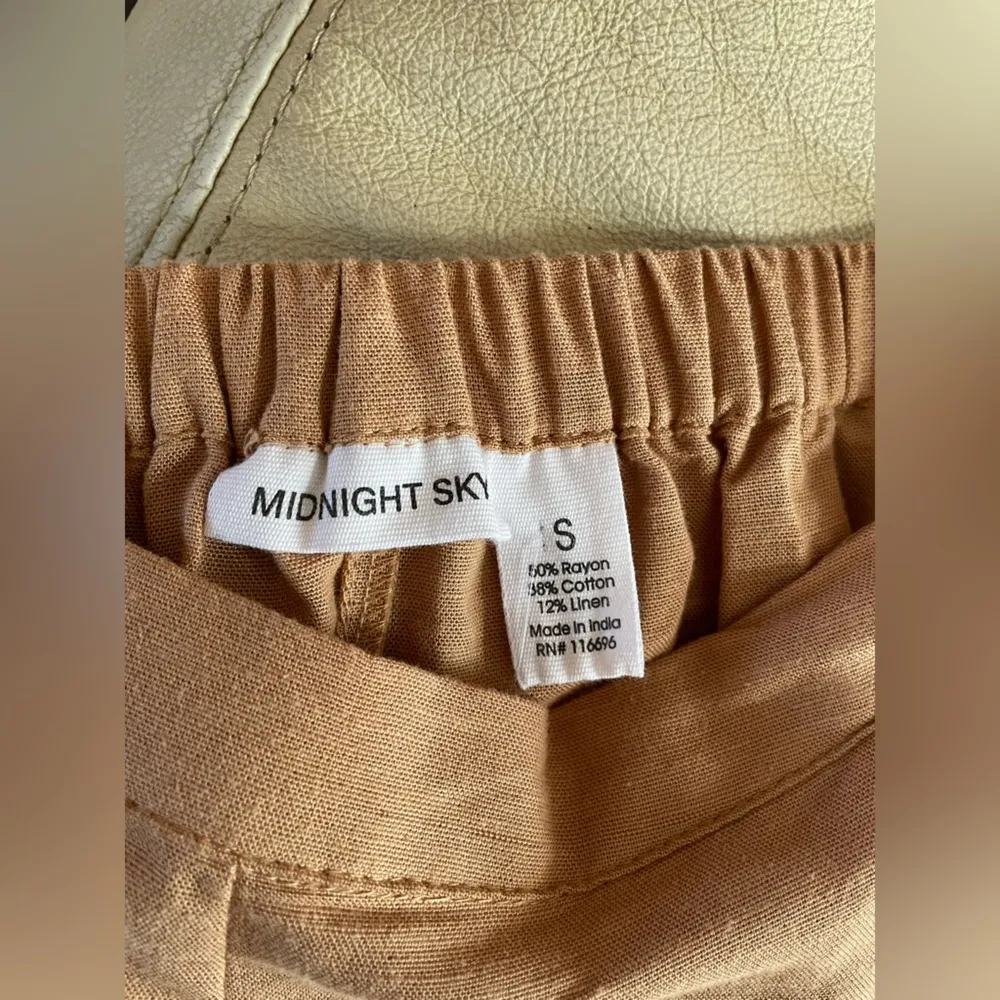 MIDNIGHT SKY
S
50% Rayon
38% Cotton
12% Linen
Made In India
RN# 116696